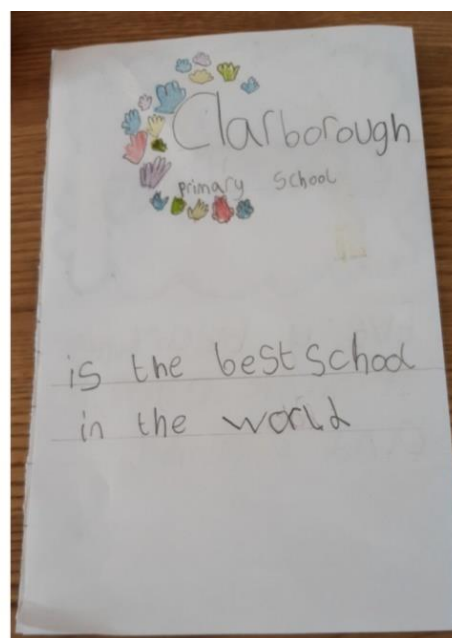 Clarborough
primary School
is the best school
in the world